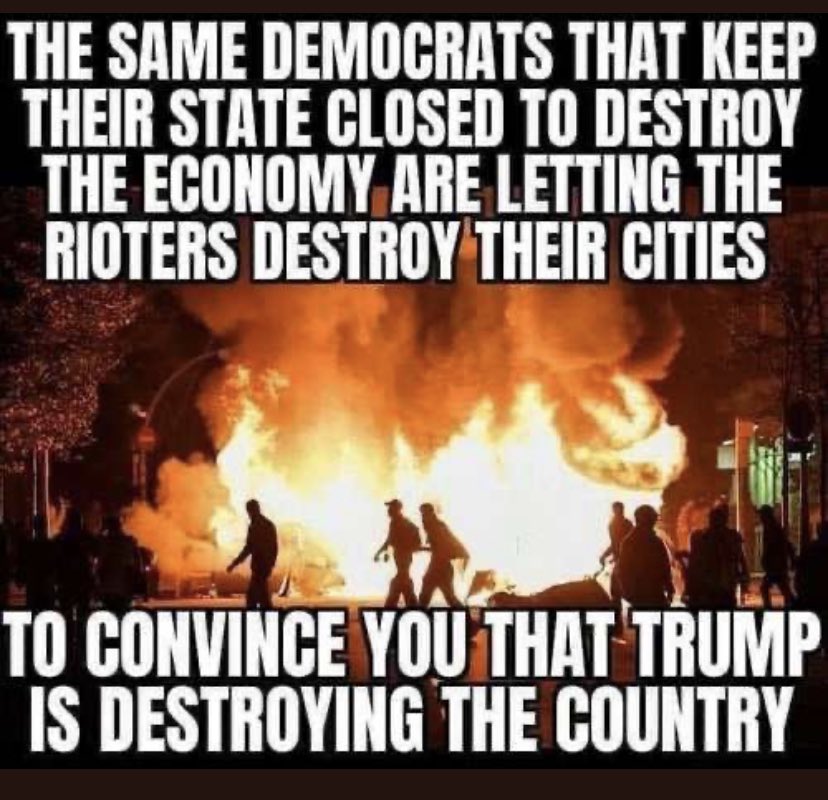 THE SAME DEMOCRATS THAT KEEP
THEIR STATE CLOSED TO DESTROY
THE ECONOMY ARE LETTING THE
RIOTERS DESTROY THEIR CITIES
TO CONVINCE YOU THAT TRUMP
IS DESTROYING THE COUNTRY